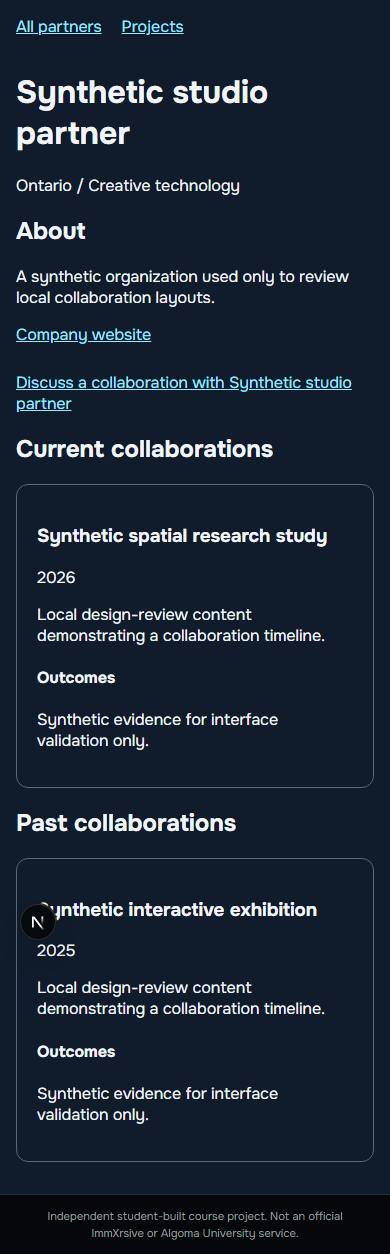 All partners Projects
Synthetic studio
partner
Ontario / Creative technology
About
A synthetic organization used only to review
local collaboration layouts.
Company website
Discuss a collaboration with Synthetic studio
partner
Current collaborations
Synthetic spatial research study
2026
Local design-review content
demonstrating a collaboration timeline.
Outcomes
Synthetic evidence for interface
validation only.
Past collaborations
Synthetic interactive exhibition
N
2025
Local design-review content
demonstrating a collaboration timeline.
Outcomes
Synthetic evidence for interface
validation only.
Independent student-built course project. Not an official
ImmXrsive or Algoma University service.